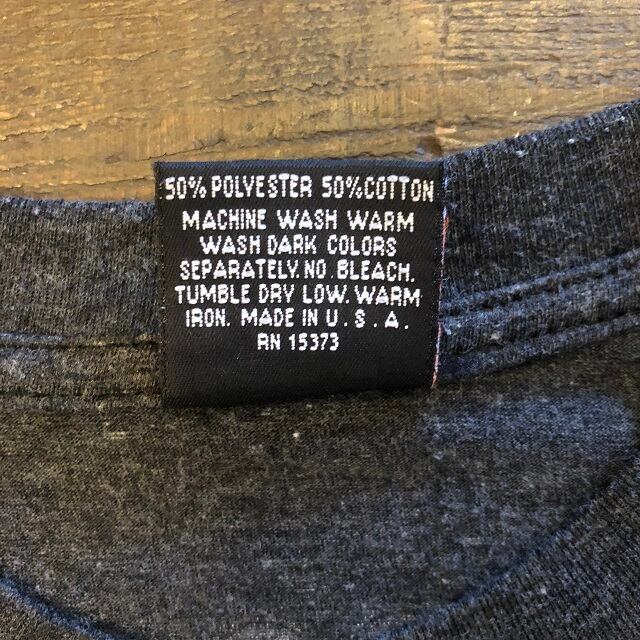 50% POLYESTER 50% COTTON
MACHINE WASH WARM
WASH DARK COLORS
SEPARATELY. NO. BLEACH.
TUMBLE DRY LOW. WARM
IRON. MADE IN U.S.A.
RN 15373